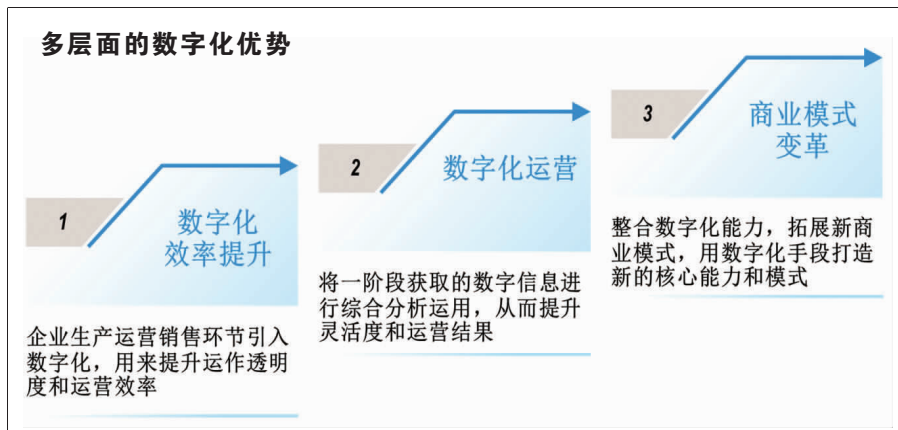 多层面的数字化优势
1
数字化
效率提升
企业生产运营销售环节引入
数字化，用来提升运作透明
度和运营效率
2
数字化运营
将一阶段获取的数字信息进
行综合分析运用，从而提升
灵活度和运营结果
3
商业模式
变革
整合数字化能力，拓展新商
业模式，用数字化手段打造
新的核心能力和模式